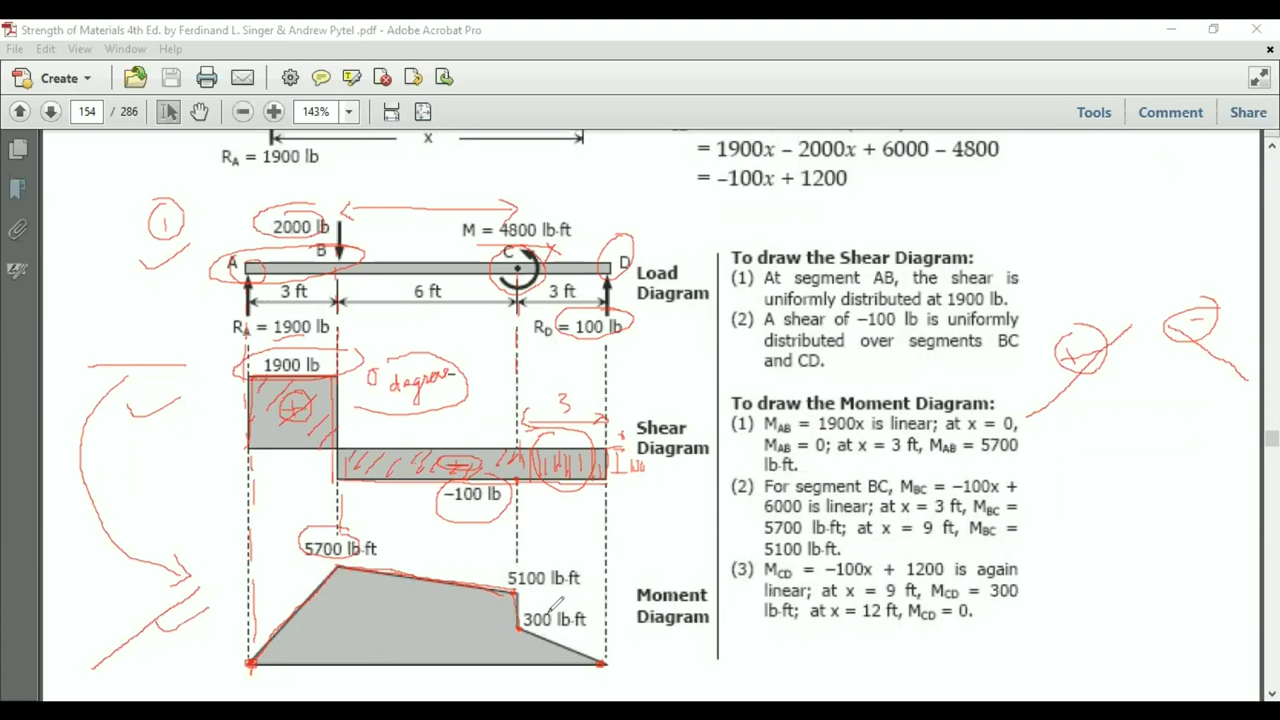 Strength of Materials 4th Ed. by Ferdinand L. Singer & Andrew Pytel .pdf - Adobe Acrobat Pro
File Edit View Window Help
Create
154 / 286 143% Tools Comment Share
x
R_A = 1900 lb
= 1900x – 2000x + 6000 – 4800
= –100x + 1200
1
2000 lb
M = 4800 lb·ft
A B C D
Load
Diagram
3 ft 6 ft 3 ft
R_A = 1900 lb
R_D = 100 lb
1900 lb
0 degree
+
3
Shear
Diagram
–100 lb
5700 lb·ft
5100 lb·ft
300 lb·ft
Moment
Diagram
To draw the Shear Diagram:
(1) At segment AB, the shear is
uniformly distributed at 1900 lb.
(2) A shear of –100 lb is uniformly
distributed over segments BC
and CD.
+ -
To draw the Moment Diagram:
(1) M_AB = 1900x is linear; at x = 0,
M_AB = 0; at x = 3 ft, M_AB = 5700
lb·ft.
(2) For segment BC, M_BC = –100x +
6000 is linear; at x = 3 ft, M_BC =
5700 lb·ft; at x = 9 ft, M_BC =
5100 lb·ft.
(3) M_CD = –100x + 1200 is again
linear; at x = 9 ft, M_CD = 300
lb·ft; at x = 12 ft, M_CD = 0.